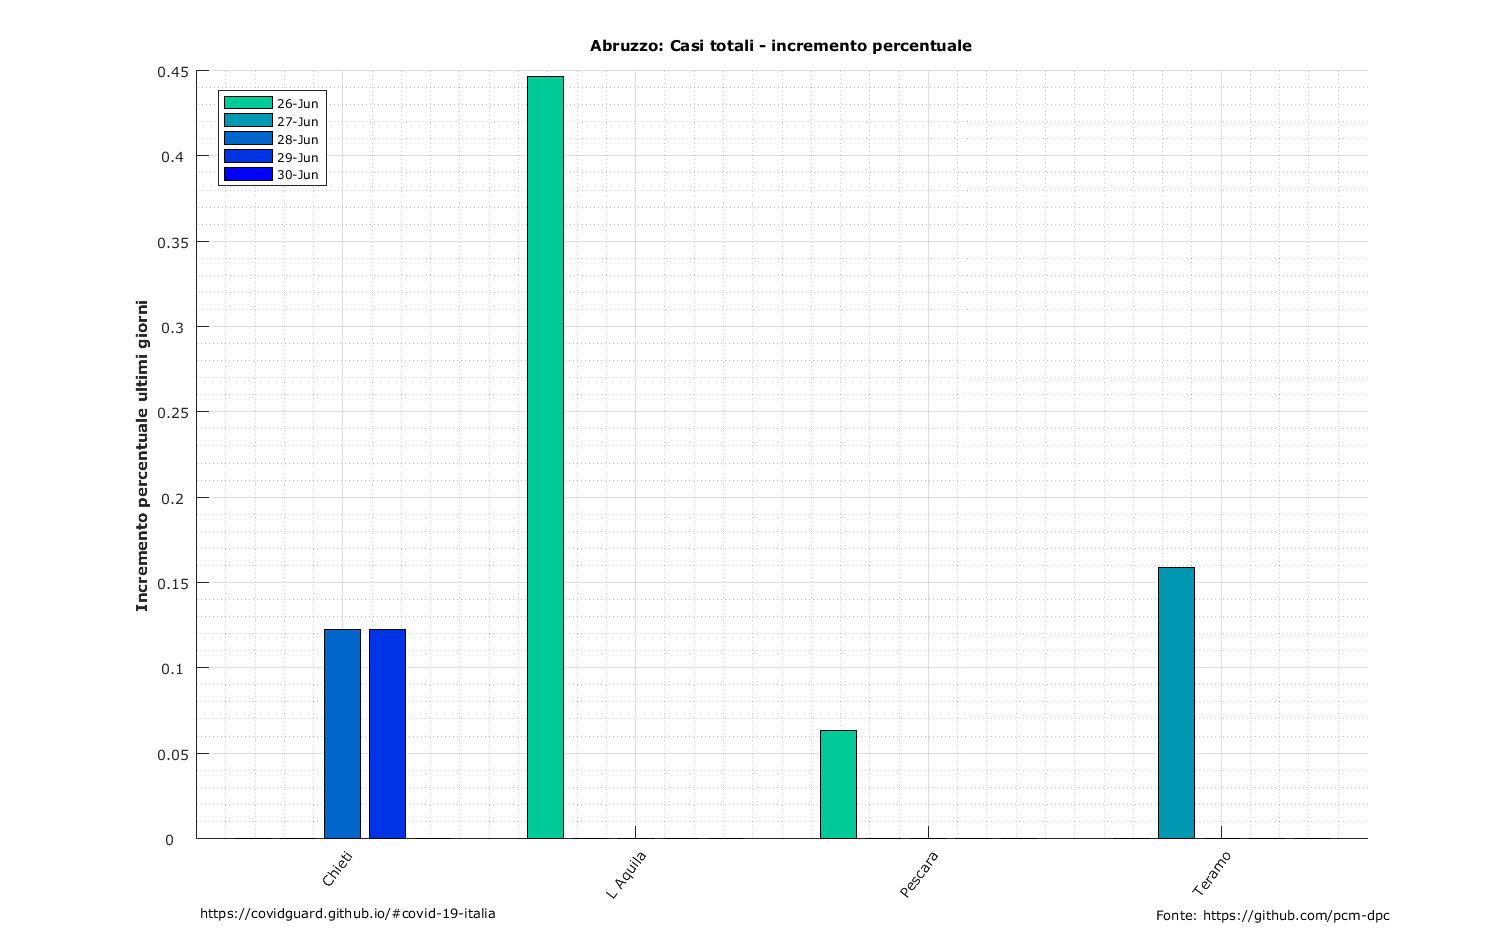 Abruzzo: Casi totali - incremento percentuale
Incremento percentuale ultimi giorni
0.45
0.4
0.35
0.3
0.25
0.2
0.15
0.1
0.05
0
26-Jun
27-Jun
28-Jun
29-Jun
30-Jun
Chieti
L Aquila
Pescara
Teramo
https://covidguard.github.io/#covid-19-italia
Fonte: https://github.com/pcm-dpc